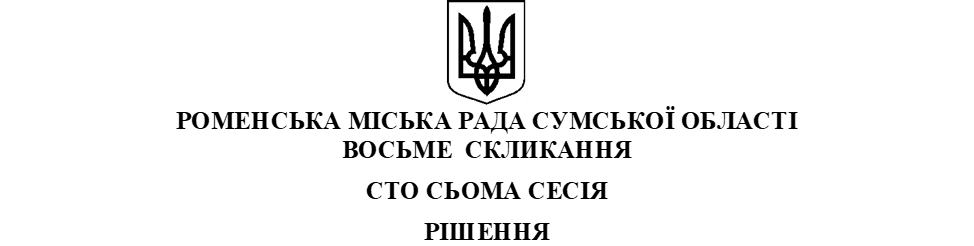 РОМЕНСЬКА МІСЬКА РАДА СУМСЬКОЇ ОБЛАСТІ
ВОСЬМЕ СКЛИКАННЯ
СТО СЬОМА СЕСІЯ
РІШЕННЯ